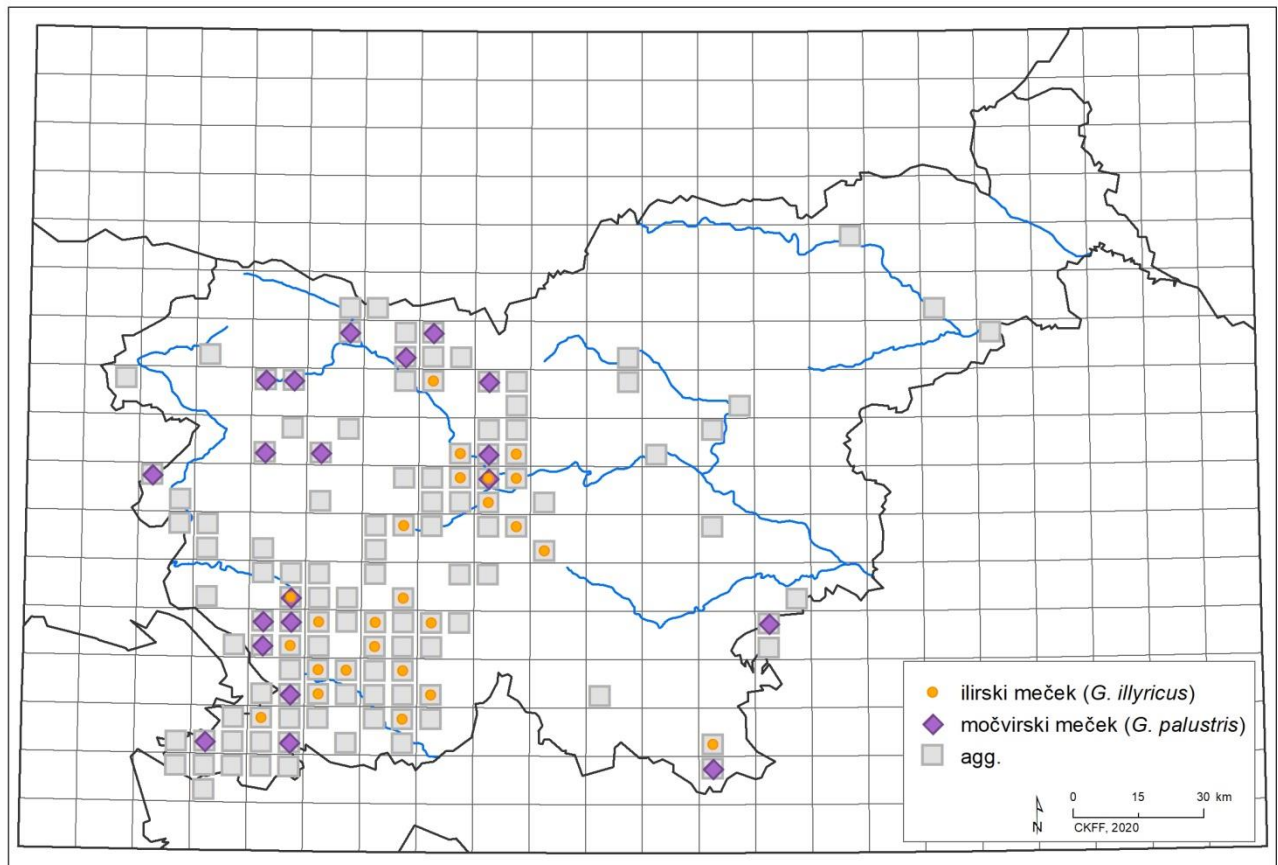 ilirski meček (G. illyricus)
močvirski meček (G. palustris)
agg.
0 15 30 km
N
CKFF, 2020